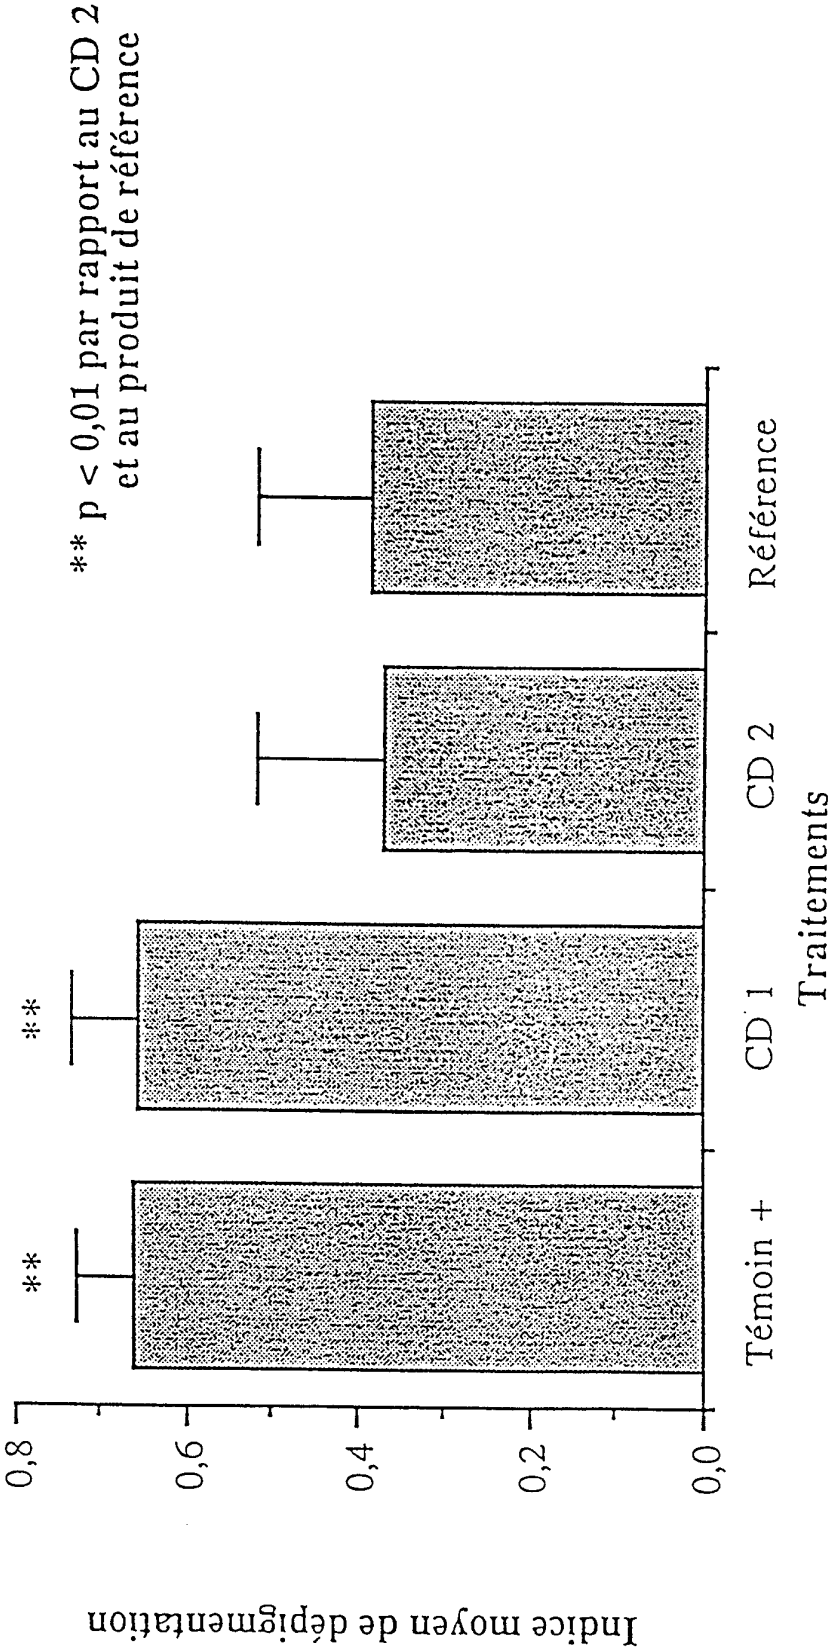 ** p < 0,01 par rapport au CD 2
et au produit de référence
Indice moyen de dépigmentation
0,8
0,6
0,4
0,2
0,0
**
**
Témoin +
CD 1
CD 2
Référence
Traitements